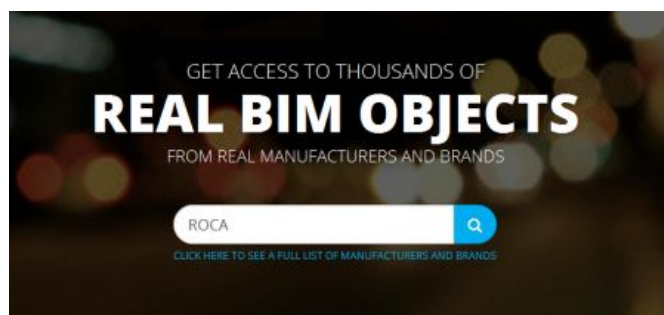 GET ACCESS TO THOUSANDS OF
REAL BIM OBJECTS
FROM REAL MANUFACTURERS AND BRANDS
ROCA
CLICK HERE TO SEE A FULL LIST OF MANUFACTURERS AND BRANDS